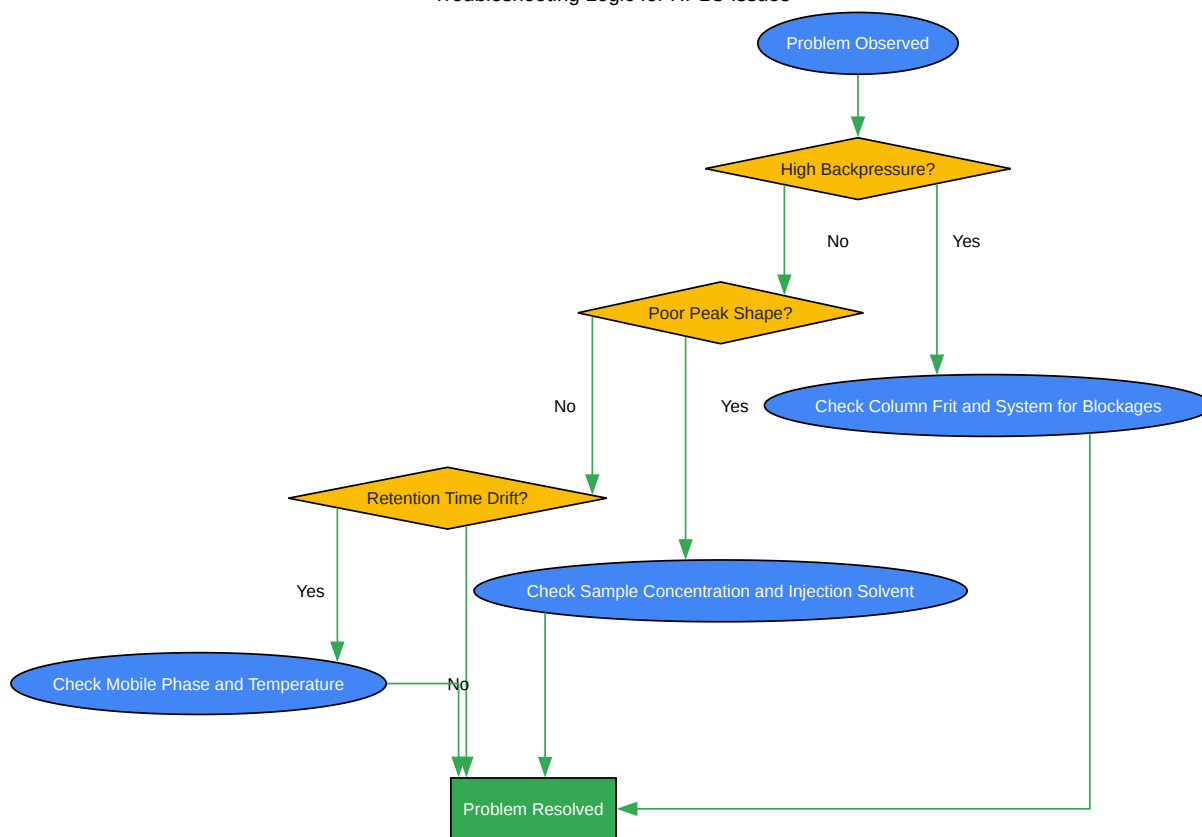 Problem Observed
High Backpressure?
No
Yes
Poor Peak Shape?
No
Yes
Check Column Frit and System for Blockages
Retention Time Drift?
Yes
Check Sample Concentration and Injection Solvent
Check Mobile Phase and Temperature
No
Problem Resolved